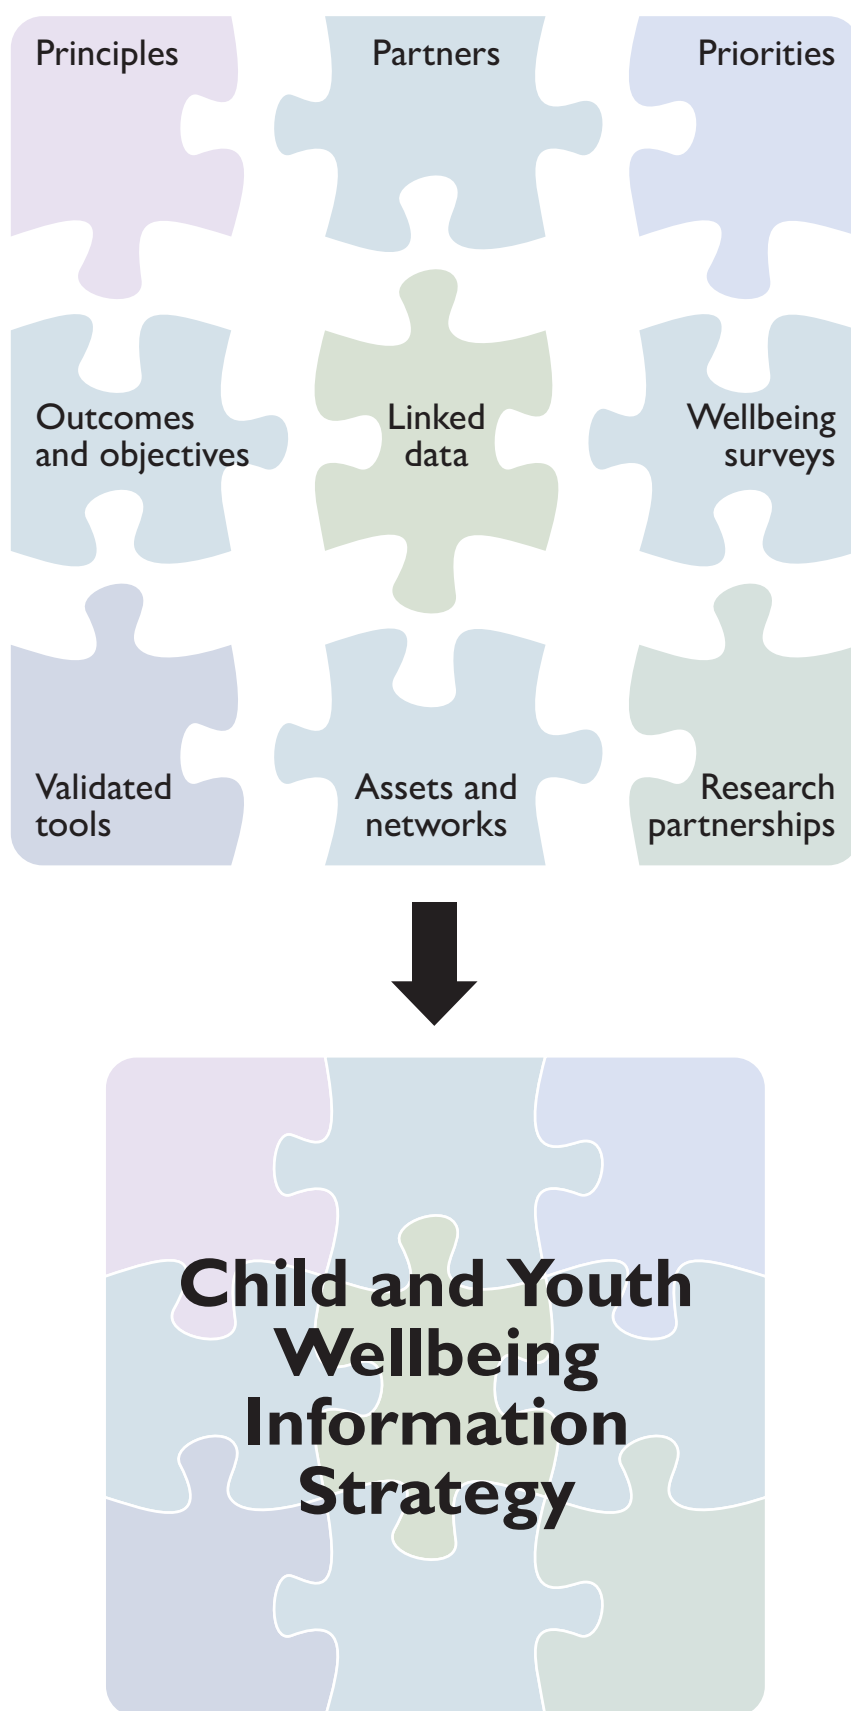 Principles
Partners
Priorities
Outcomes
and objectives
Linked
data
Wellbeing
surveys
Validated
tools
Assets and
networks
Research
partnerships
Child and Youth
Wellbeing
Information
Strategy